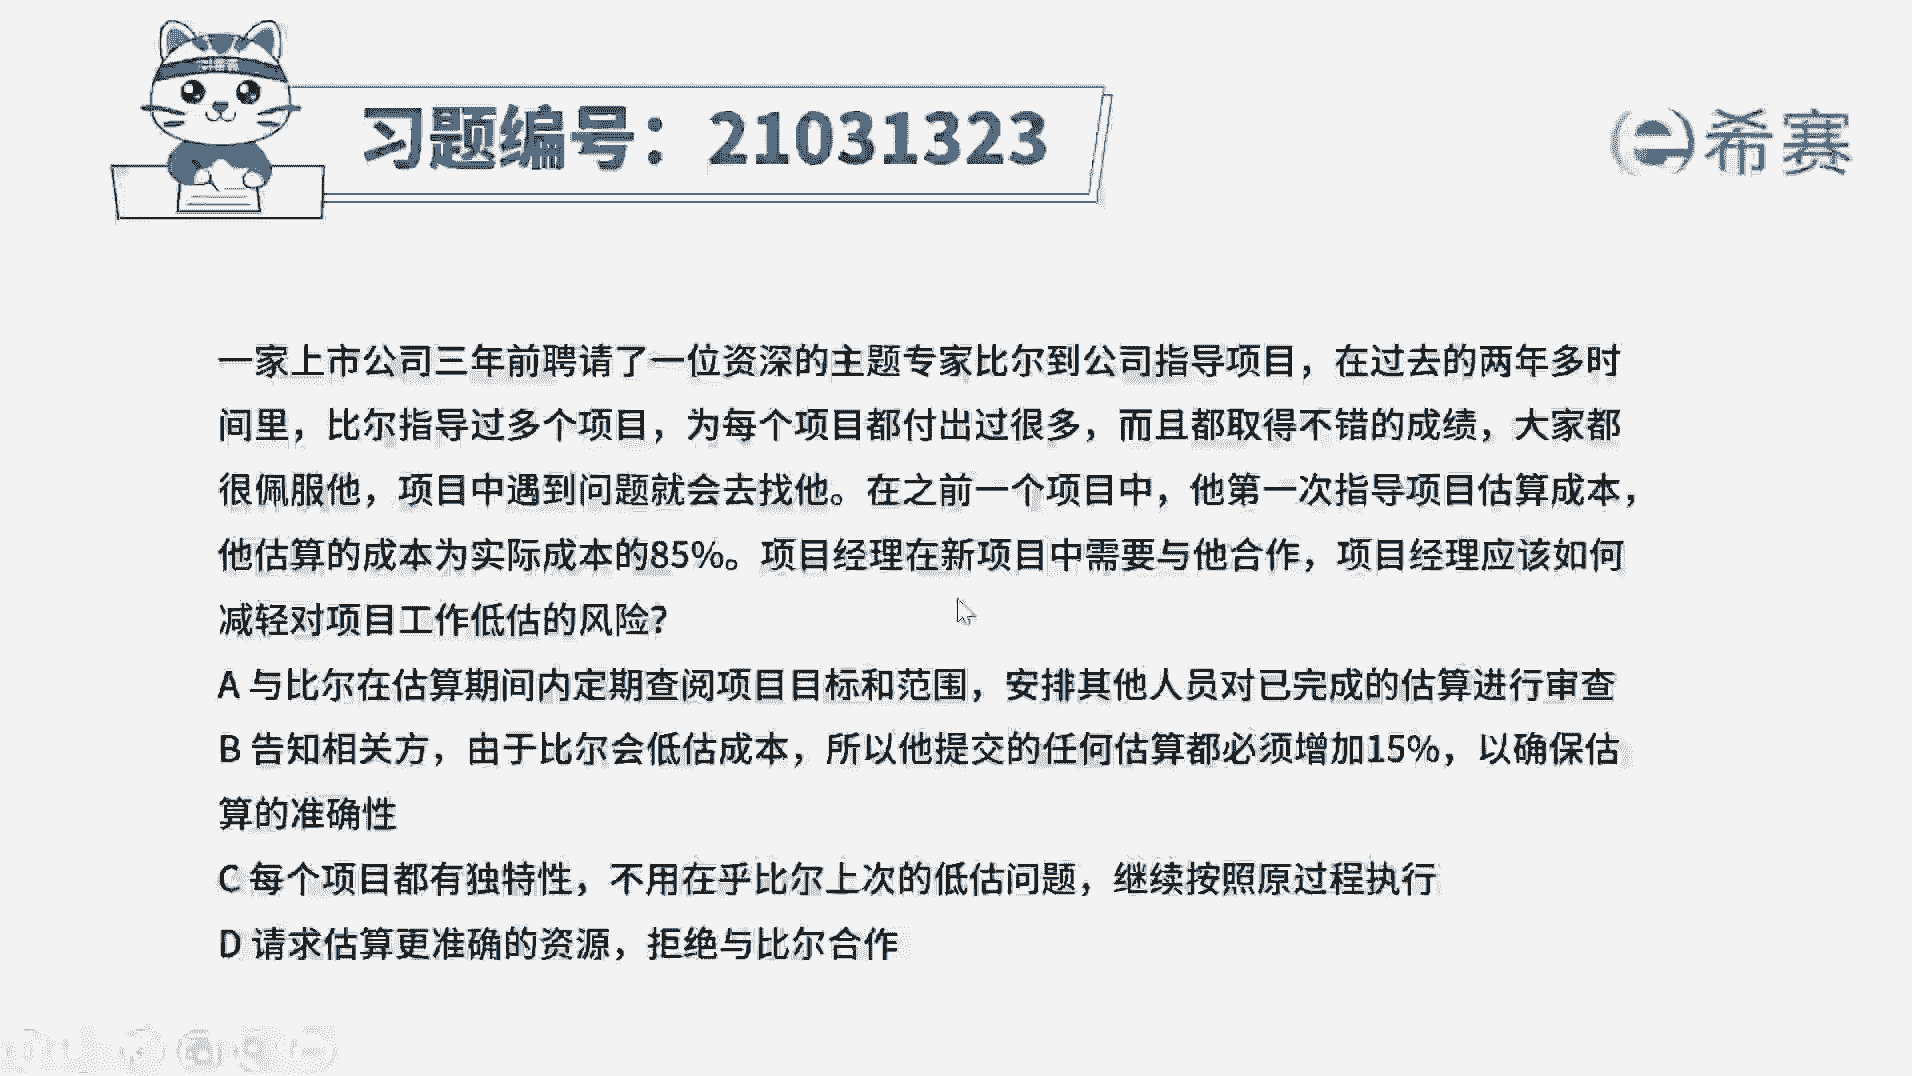 习题编号：21031323
希赛
一家上市公司三年前聘请了一位资深的主题专家比尔到公司指导项目，在过去的两年多时
间里，比尔指导过多个项目，为每个项目都付出过很多，而且都取得不错的成绩，大家都
很佩服他，项目中遇到问题就会去找他。在之前一个项目中，他第一次指导项目估算成本，
他估算的成本为实际成本的85%。项目经理在新项目中需要与他合作，项目经理应该如何
减轻对项目工作低估的风险？
A 与比尔在估算期间内定期查阅项目目标和范围，安排其他人员对已完成的估算进行审查
B 告知相关方，由于比尔会低估成本，所以他提交的任何估算都必须增加15%，以确保估
算的准确性
C 每个项目都有独特性，不用在乎比尔上次的低估问题，继续按照原过程执行
D 请求估算更准确的资源，拒绝与比尔合作